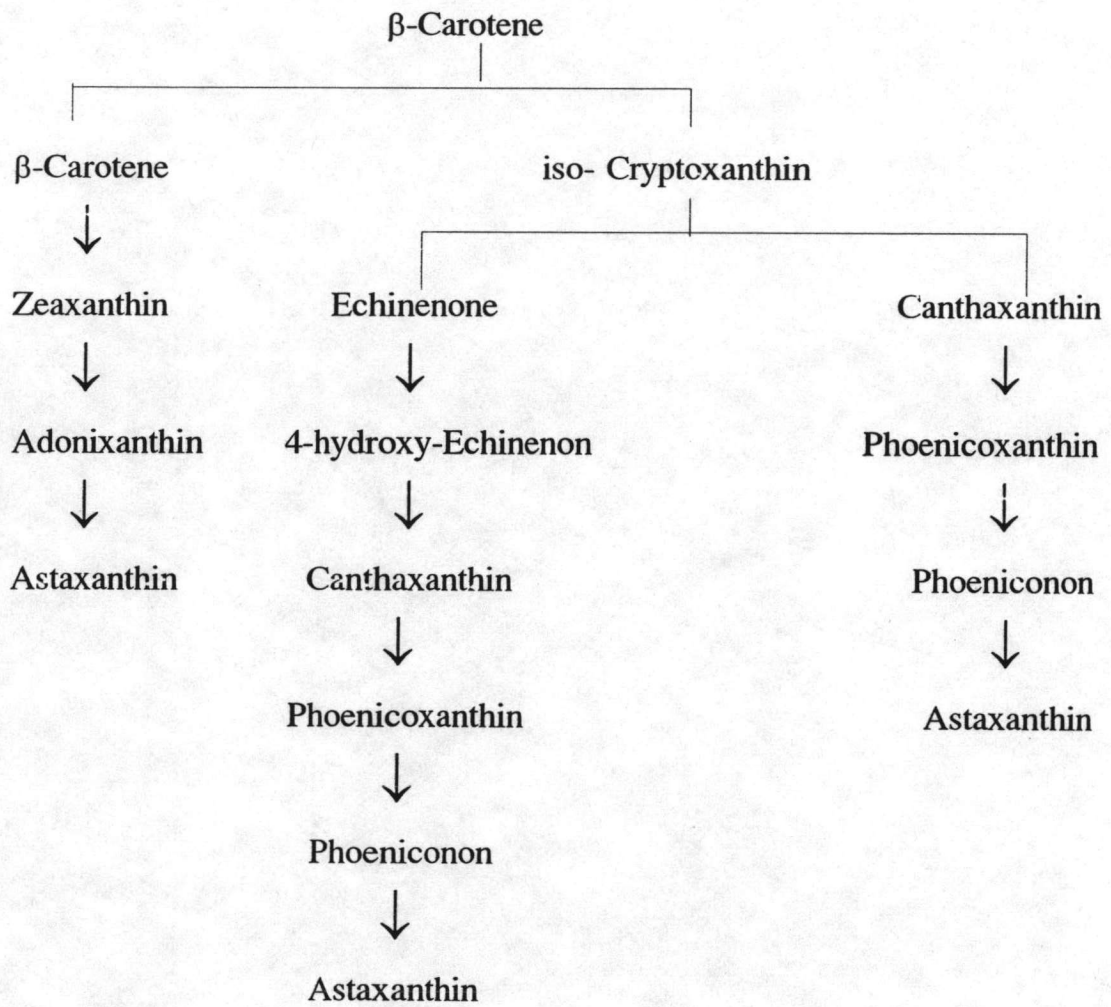 β-Carotene
β-Carotene iso- Cryptoxanthin
Zeaxanthin Echinenone Canthaxanthin
Adonixanthin 4-hydroxy-Echinenon Phoenicoxanthin
Astaxanthin Canthaxanthin Phoeniconon
Phoenicoxanthin Astaxanthin
Phoeniconon
Astaxanthin